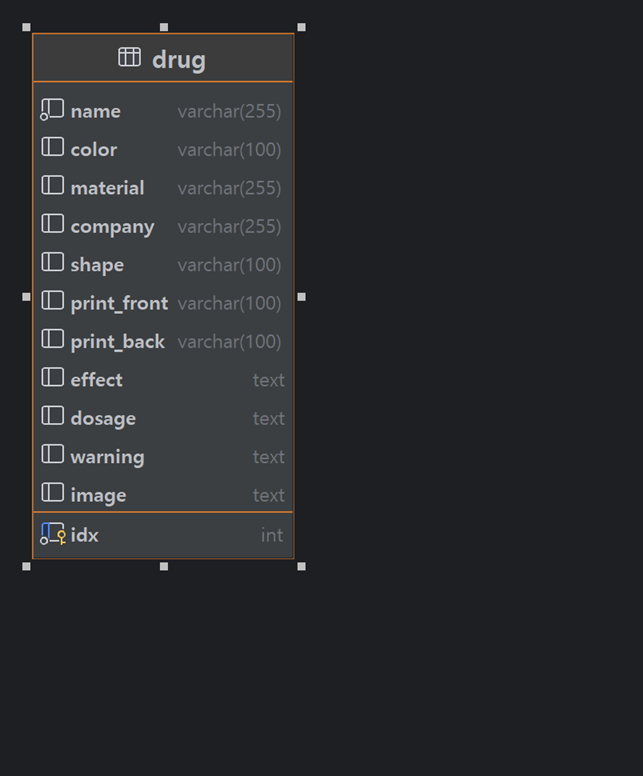 drug
name varchar(255)
color varchar(100)
material varchar(255)
company varchar(255)
shape varchar(100)
print_front varchar(100)
print_back varchar(100)
effect text
dosage text
warning text
image text
idx int